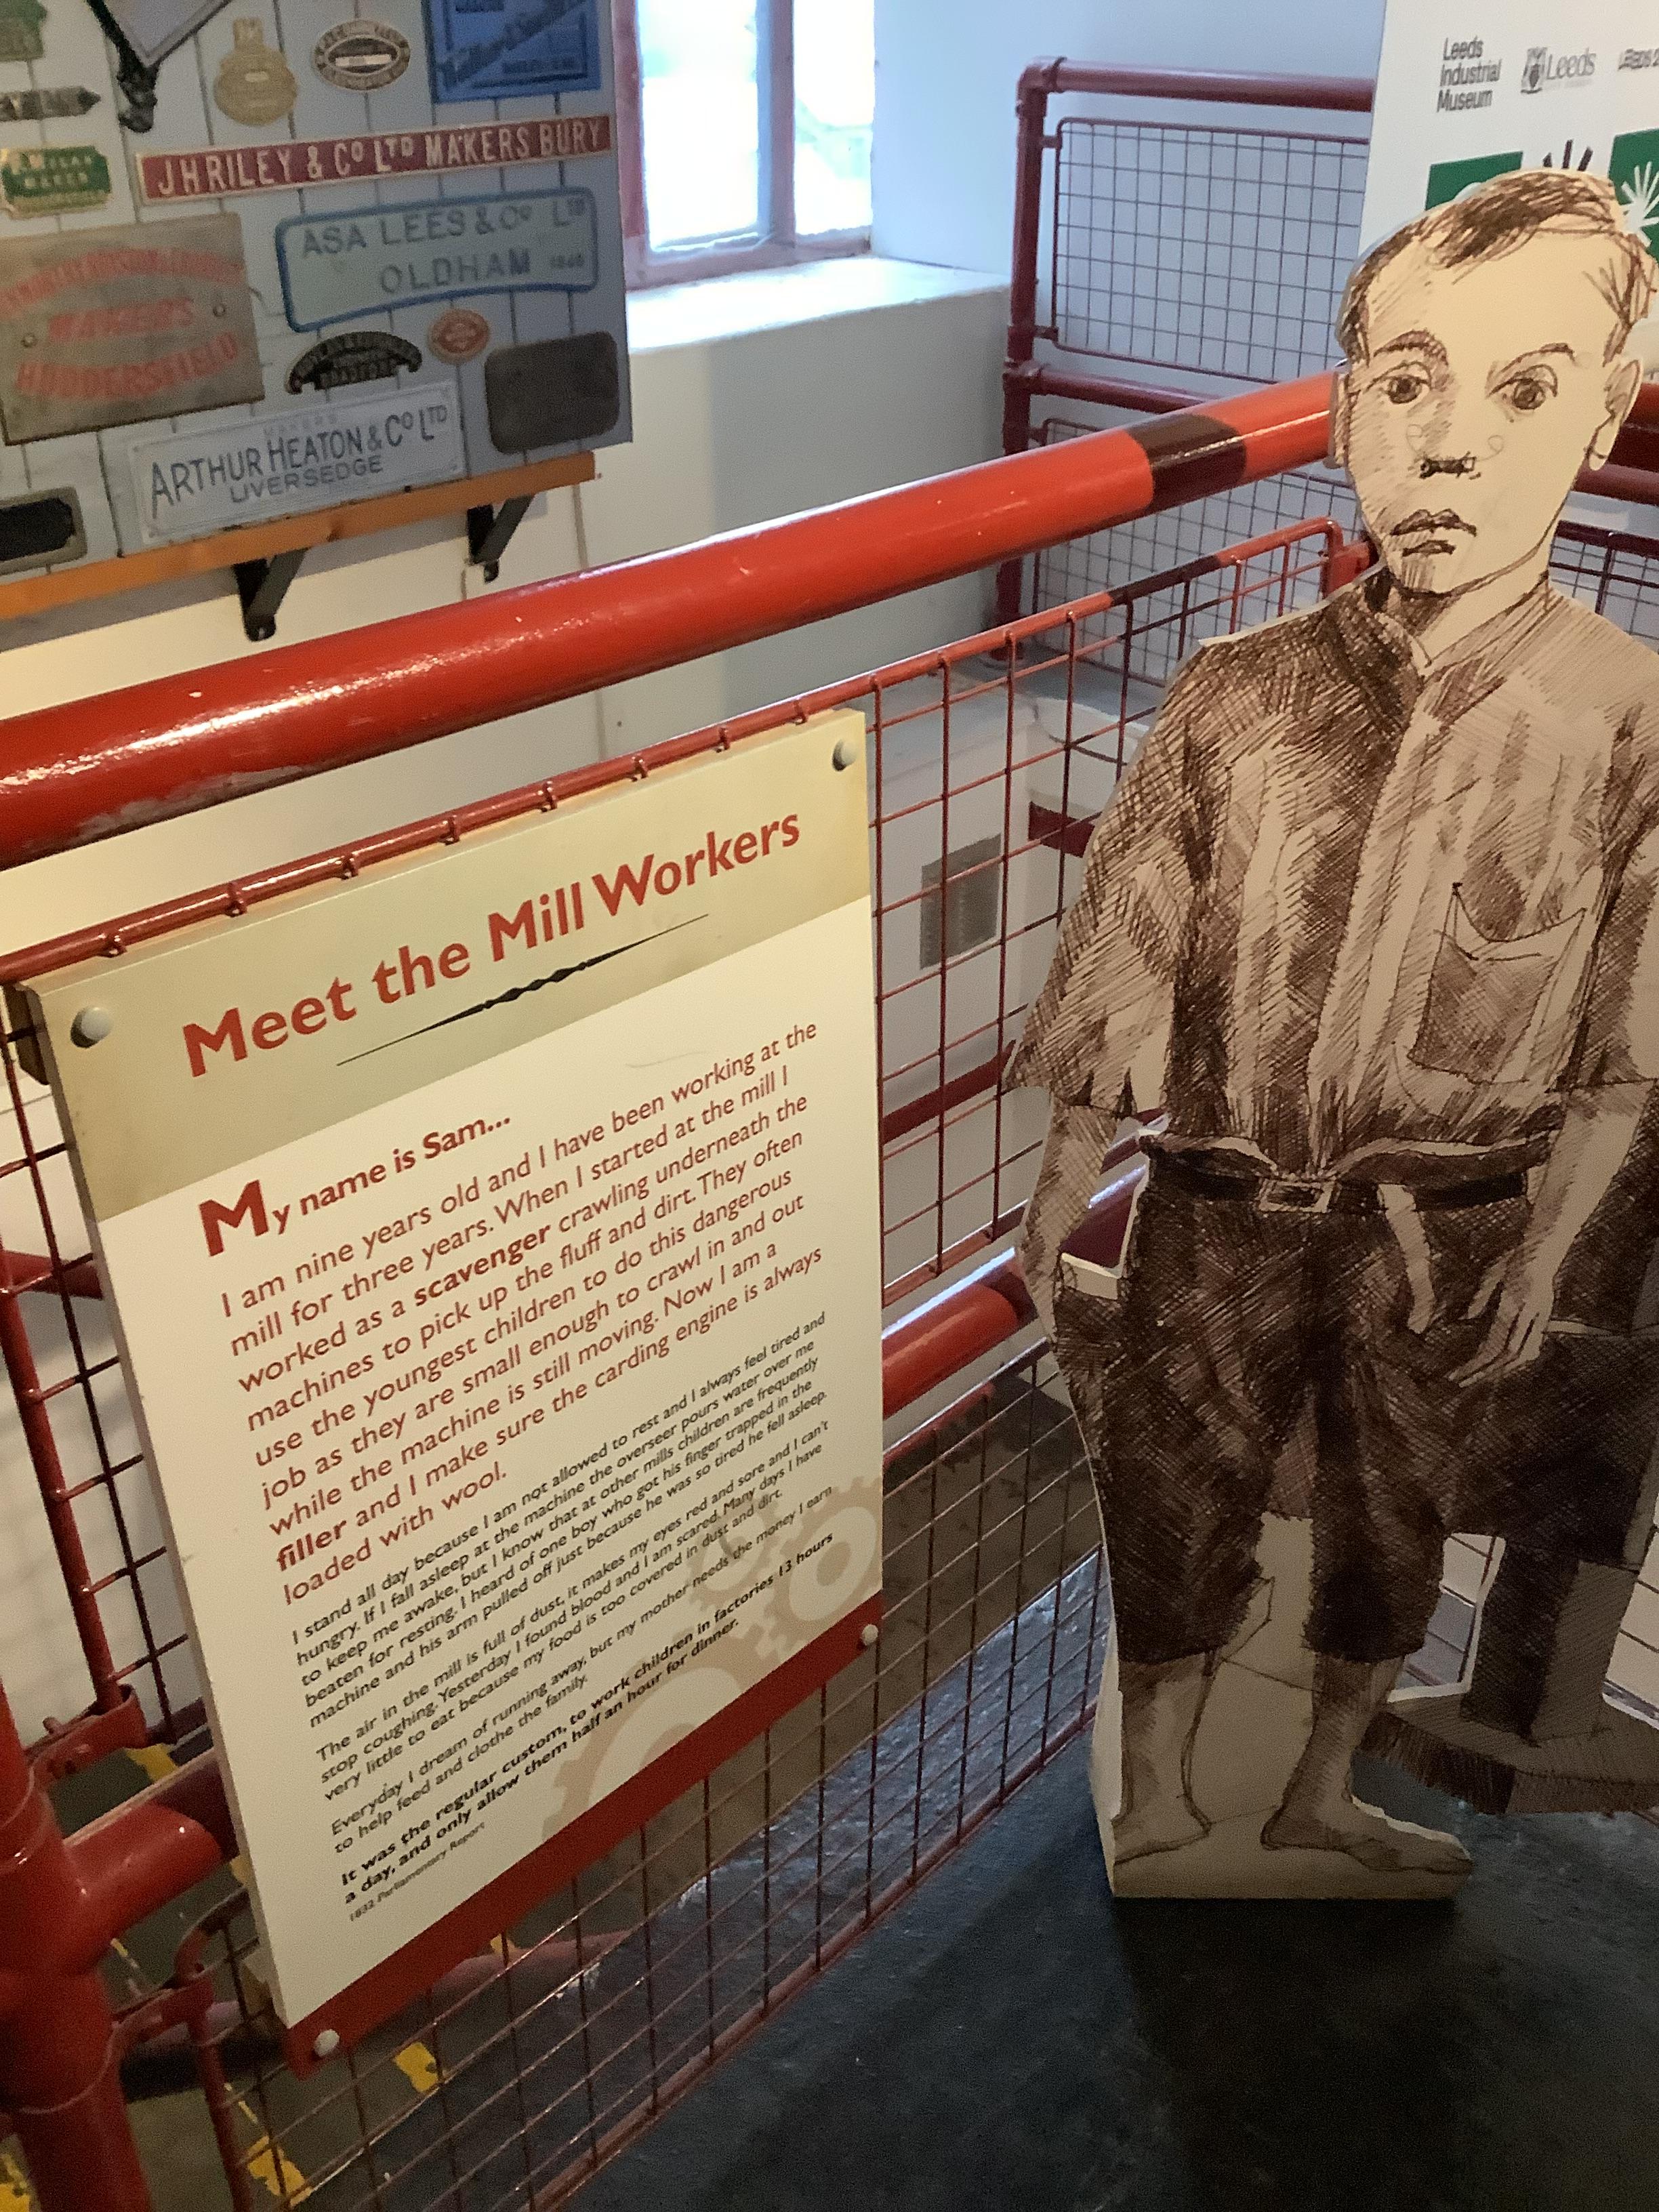 J H RILEY & Co LTD MAKERS BURY
ASA LEES & Co LTD
OLDHAM
MAKERS
HUDDERSFIELD
ARTHUR HEATON & Co LTD
LIVERSEDGE
Leeds
Industrial
Museum
Leeds
Meet the Mill Workers
My name is Sam...
I am nine years old and I have been working at the
mill for three years. When I started at the mill I
worked as a scavenger crawling underneath the
machines to pick up the fluff and dirt. They often
use the youngest children to do this dangerous
job as they are small enough to crawl in and out
while the machine is still moving. Now I am a
filler and I make sure the carding engine is always
loaded with wool.
I stand all day because I am not allowed to rest and I always feel tired and
hungry. If I fall asleep at the machine the overseer pours water over me
to keep me awake, but I know that at other mills children are frequently
beaten for resting. I heard of one boy who got his finger trapped in the
machine and his arm pulled off just because he was so tired he fell asleep.
The air in the mill is full of dust, it makes my eyes red and sore and I can't
stop coughing. Yesterday I found blood and I am scared. Many days I have
very little to eat because my food is too covered in dust and dirt.
Everyday I dream of running away, but my mother needs the money I earn
to help feed and clothe the family.
It was the regular custom, to work children in factories 13 hours
a day, and only allow them half an hour for dinner.
1832 Parliamentary Report